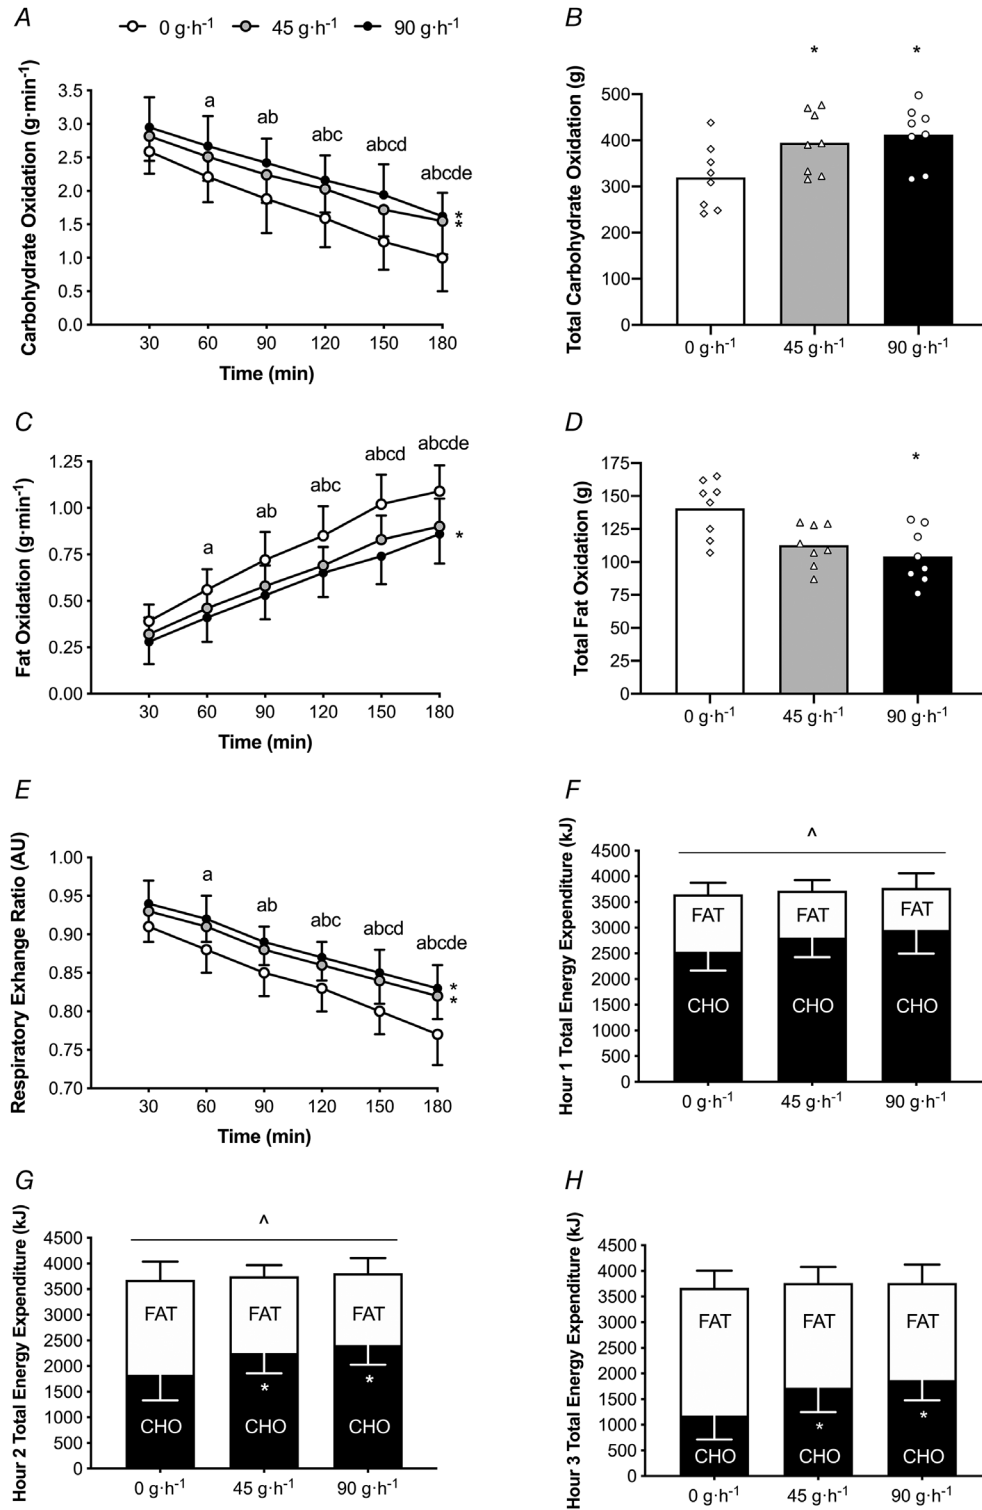 A
0 g·h⁻¹ 45 g·h⁻¹ 90 g·h⁻¹
Carbohydrate Oxidation (g·min⁻¹)
3.5
3.0
2.5
2.0
1.5
1.0
0.5
0.0
a
ab
abc
abcd
abcde
*
*
30 60 90 120 150 180
Time (min)
B
* *
Total Carbohydrate Oxidation (g)
500
400
300
200
100
0
0 g·h⁻¹ 45 g·h⁻¹ 90 g·h⁻¹
C
Fat Oxidation (g·min⁻¹)
1.25
1.00
0.75
0.50
0.25
0.00
a
ab
abc
abcd
abcde
*
30 60 90 120 150 180
Time (min)
D
*
Total Fat Oxidation (g)
175
150
125
100
75
50
25
0
0 g·h⁻¹ 45 g·h⁻¹ 90 g·h⁻¹
E
Respiratory Exhange Ratio (AU)
1.00
0.95
0.90
0.85
0.80
0.75
0.70
a
ab
abc
abcd
abcde
*
*
30 60 90 120 150 180
Time (min)
F
^
Hour 1 Total Energy Expenditure (kJ)
4500
4000
3500
3000
2500
2000
1500
1000
500
0
FAT FAT FAT
CHO CHO CHO
0 g·h⁻¹ 45 g·h⁻¹ 90 g·h⁻¹
G
^
Hour 2 Total Energy Expenditure (kJ)
4500
4000
3500
3000
2500
2000
1500
1000
500
0
FAT FAT FAT
* *
CHO CHO CHO
0 g·h⁻¹ 45 g·h⁻¹ 90 g·h⁻¹
H
Hour 3 Total Energy Expenditure (kJ)
4500
4000
3500
3000
2500
2000
1500
1000
500
0
FAT FAT FAT
* *
CHO CHO CHO
0 g·h⁻¹ 45 g·h⁻¹ 90 g·h⁻¹